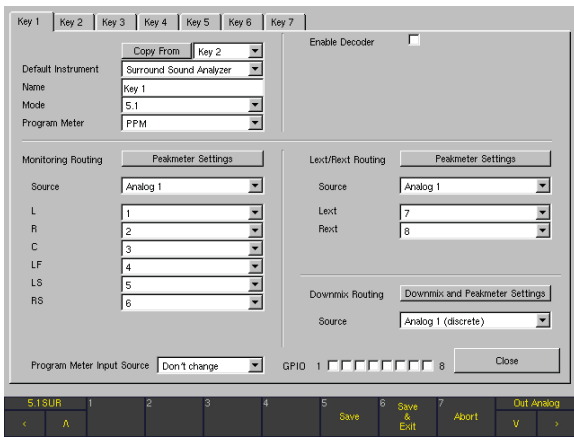 Key 1 Key 2 Key 3 Key 4 Key 5 Key 6 Key 7
Copy From Key 2
Enable Decoder
Default Instrument Surround Sound Analyzer
Name Key 1
Mode 5.1
Program Meter PPM
Monitoring Routing Peakmeter Settings
Lext/Rext Routing Peakmeter Settings
Source Analog 1
Source Analog 1
L 1
Lext 7
R 2
Rext 8
C 3
LF 4
LS 5
RS 6
Downmix Routing Downmix and Peakmeter Settings
Source Analog 1 (discrete)
Program Meter Input Source Don't change
GPIO 1 8
Close
5.1SUR 1 2 3 4 5 6 7 Out Analog
< Λ Save Save & Exit Abort V >